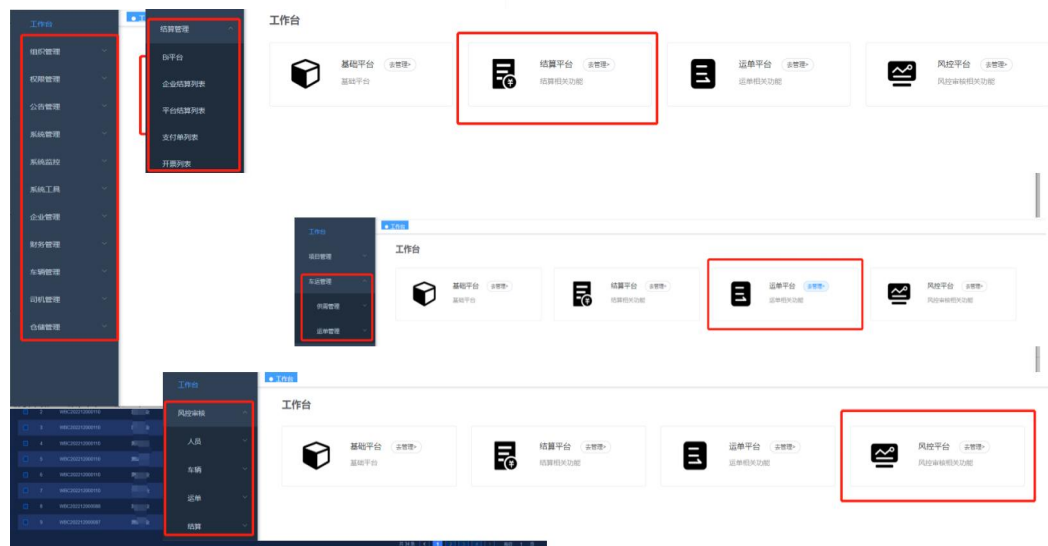 工作台
组织管理
权限管理
公告管理
系统管理
系统监控
系统工具
企业管理
财务管理
车辆管理
司机管理
仓储管理
结算管理
Bi平台
企业结算列表
平台结算列表
支付单列表
开票列表
工作台
基础平台 去管理>
基础平台
结算平台 去管理>
结算相关功能
运单平台 去管理>
运单相关功能
风控平台 去管理>
风控审核相关功能
工作台
项目管理
车运管理
供需管理
运单管理
工作台
工作台
基础平台 去管理>
基础平台
结算平台 去管理>
结算相关功能
运单平台 去管理>
运单相关功能
风控平台 去管理>
风控审核相关功能
工作台
风控审核
人员
车辆
运单
结算
工作台
工作台
基础平台 去管理>
基础平台
结算平台 去管理>
结算相关功能
运单平台 去管理>
运单相关功能
风控平台 去管理>
风控审核相关功能